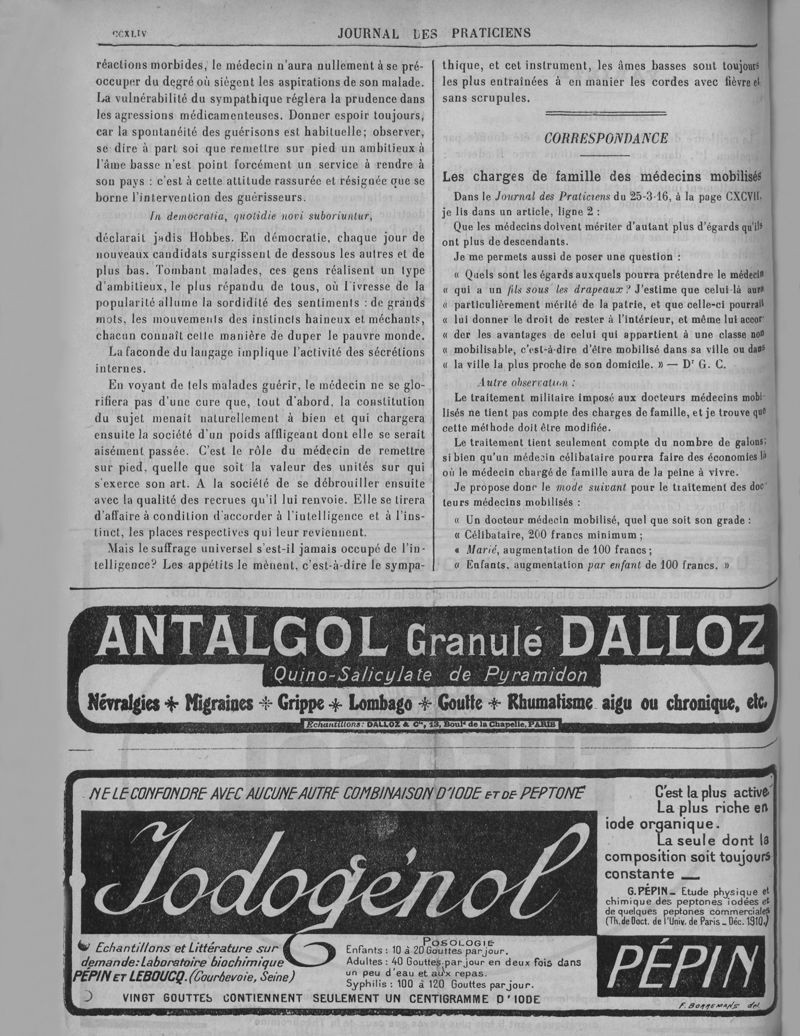 CCXLIV
JOURNAL DES PRATICIENS
réactions morbides, le médecin n'aura nullement à se pré-
occuper du degré où siègent les aspirations de son malade.
La vulnérabilité du sympathique réglera la prudence dans
les agressions médicamenteuses. Donner espoir toujours,
car la spontanéité des guérisons est habituelle; observer,
se dire à part soi que remettre sur pied un ambitieux à
l'âme basse n'est point forcément un service à rendre à
son pays : c'est à cette attitude rassurée et résignée que se
borne l'intervention des guérisseurs.
In democratia, quotidie novi suboriuntur,
déclarait jadis Hobbes. En démocratie, chaque jour de
nouveaux candidats surgissent de dessous les autres et de
plus bas. Tombant malades, ces gens réalisent un type
d'ambitieux, le plus répandu de tous, où l'ivresse de la
popularité allume la sordidité des sentiments : de grands
mots, les mouvements des instincts haineux et méchants,
chacun connaît cette manière de duper le pauvre monde.
La faconde du langage implique l'activité des sécrétions
internes.
En voyant de tels malades guérir, le médecin ne se glo-
rifiera pas d'une cure que, tout d'abord, la constitution
du sujet menait naturellement à bien et qui chargera
ensuite la société d'un poids affligeant dont elle se serait
aisément passée. C'est le rôle du médecin de remettre
sur pied, quelle que soit la valeur des unités sur qui
s'exerce son art. A la société de se débrouiller ensuite
avec la qualité des recrues qu'il lui renvoie. Elle se tirera
d'affaire à condition d'accorder à l'intelligence et à l'ins-
tinct, les places respectives qui leur reviennent.
Mais le suffrage universel s'est-il jamais occupé de l'in-
telligence? Les appétits le mènent, c'est-à-dire le sympa-
thique, et cet instrument, les âmes basses sont toujours
les plus entraînées à en manier les cordes avec fièvre et
sans scrupules.
CORRESPONDANCE
Les charges de famille des médecins mobilisés
Dans le Journal des Praticiens du 25-3-16, à la page CXCVII,
je lis dans un article, ligne 2 :
Que les médecins doivent mériter d'autant plus d'égards qu'ils
ont plus de descendants.
Je me permets aussi de poser une question :
« Quels sont les égards auxquels pourra prétendre le médecin
« qui a un fils sous les drapeaux ? J'estime que celui-là aura
« particulièrement mérité de la patrie, et que celle-ci pourrait
« lui donner le droit de rester à l'intérieur, et même lui accor-
« der les avantages de celui qui appartient à une classe non
« mobilisable, c'est-à-dire d'être mobilisé dans sa ville ou dans
« la ville la plus proche de son domicile. » — Dr G. C.
Autre observation :
Le traitement militaire imposé aux docteurs médecins mobi-
lisés ne tient pas compte des charges de famille, et je trouve que
cette méthode doit être modifiée.
Le traitement tient seulement compte du nombre de galons;
si bien qu'un médecin célibataire pourra faire des économies là
où le médecin chargé de famille aura de la peine à vivre.
Je propose donc le mode suivant pour le traitement des doc
teurs médecins mobilisés :
« Un docteur médecin mobilisé, quel que soit son grade :
« Célibataire, 200 francs minimum ;
« Marié, augmentation de 100 francs ;
« Enfants, augmentation par enfant de 100 francs. »
ANTALGOL Granulé DALLOZ
Quino-Salicylate de Pyramidon
Névralgies * Migraines * Grippe * Lombago * Goutte * Rhumatisme aigu ou chronique, etc.
Echantillons: DALLOZ & Cie, 13, Bould de la Chapelle, PARIS
NE LE CONFONDRE AVEC AUCUNE AUTRE COMBINAISON D'IODE ET DE PEPTONE
Iodogénol
C'est la plus active
La plus riche en
iode organique.
La seule dont la
composition soit toujours
constante —
G. PÉPIN_ Etude physique et
chimique des peptones iodées et
de quelques peptones commerciales
(Th. de Doct. de l'Univ. de Paris _ Déc. 1910.)
Echantillons et Littérature sur
demande: Laboratoire biochimique
PÉPIN ET LEBOUCQ. (Courbevoie, Seine)
POSOLOGIE
Enfants : 10 à 20 Gouttes par jour.
Adultes : 40 Gouttes par jour en deux fois dans
un peu d'eau et aux repas.
Syphilis : 100 à 120 Gouttes par jour.
VINGT GOUTTES CONTIENNENT SEULEMENT UN CENTIGRAMME D'IODE
PÉPIN